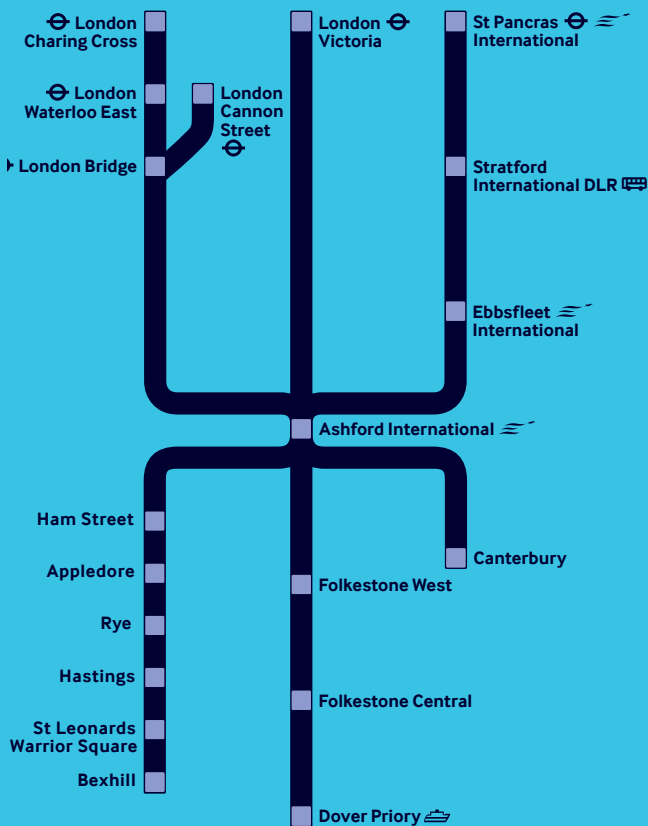 London
Charing Cross
London
Victoria
St Pancras
International
London
Waterloo East
London
Cannon
Street
London Bridge
Stratford
International DLR
Ebbsfleet
International
Ashford International
Ham Street
Appledore
Rye
Hastings
St Leonards
Warrior Square
Bexhill
Canterbury
Folkestone West
Folkestone Central
Dover Priory